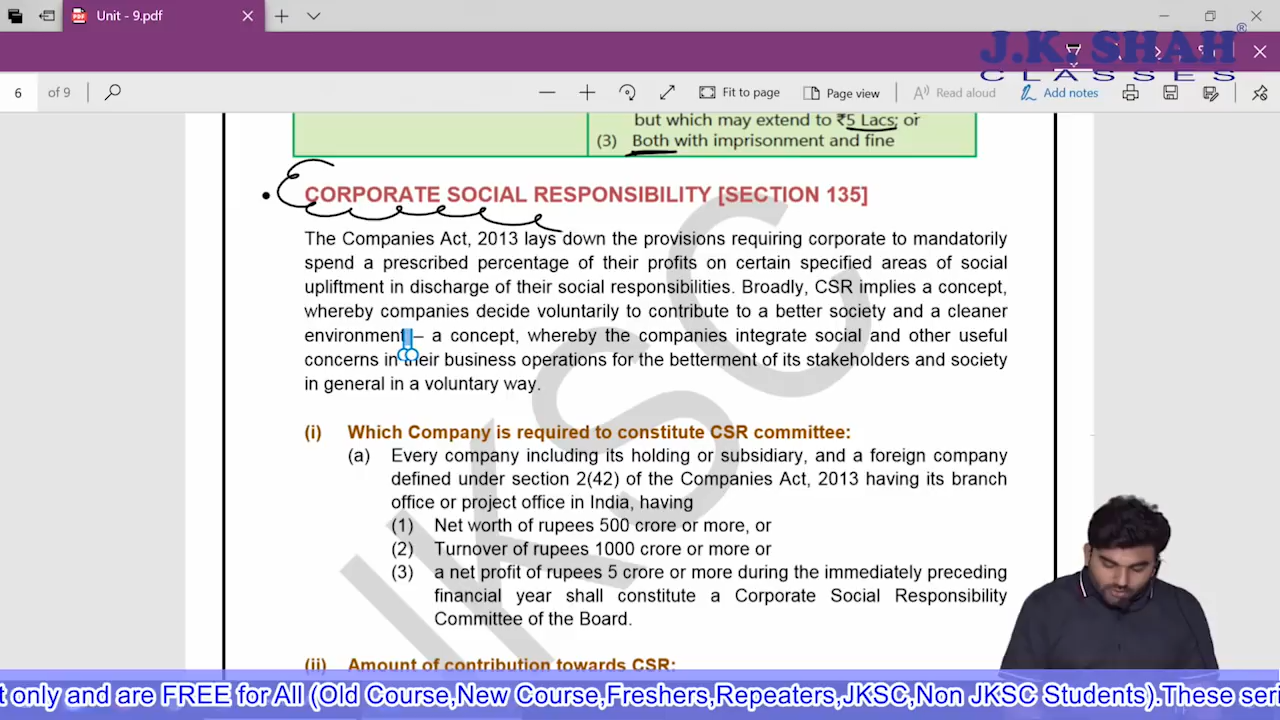 Unit - 9.pdf
J.K. SHAH®
CLASSES
6 of 9
Fit to page
Page view
Read aloud
Add notes
but which may extend to ₹5 Lacs; or
(3) Both with imprisonment and fine
• CORPORATE SOCIAL RESPONSIBILITY [SECTION 135]
The Companies Act, 2013 lays down the provisions requiring corporate to mandatorily
spend a prescribed percentage of their profits on certain specified areas of social
upliftment in discharge of their social responsibilities. Broadly, CSR implies a concept,
whereby companies decide voluntarily to contribute to a better society and a cleaner
environment – a concept, whereby the companies integrate social and other useful
concerns in their business operations for the betterment of its stakeholders and society
in general in a voluntary way.
(i) Which Company is required to constitute CSR committee:
(a) Every company including its holding or subsidiary, and a foreign company
defined under section 2(42) of the Companies Act, 2013 having its branch
office or project office in India, having
(1) Net worth of rupees 500 crore or more, or
(2) Turnover of rupees 1000 crore or more or
(3) a net profit of rupees 5 crore or more during the immediately preceding
financial year shall constitute a Corporate Social Responsibility
Committee of the Board.
(ii) Amount of contribution towards CSR:
JKSC
t only and are FREE for All (Old Course,New Course,Freshers,Repeaters,JKSC,Non JKSC Students).These seri